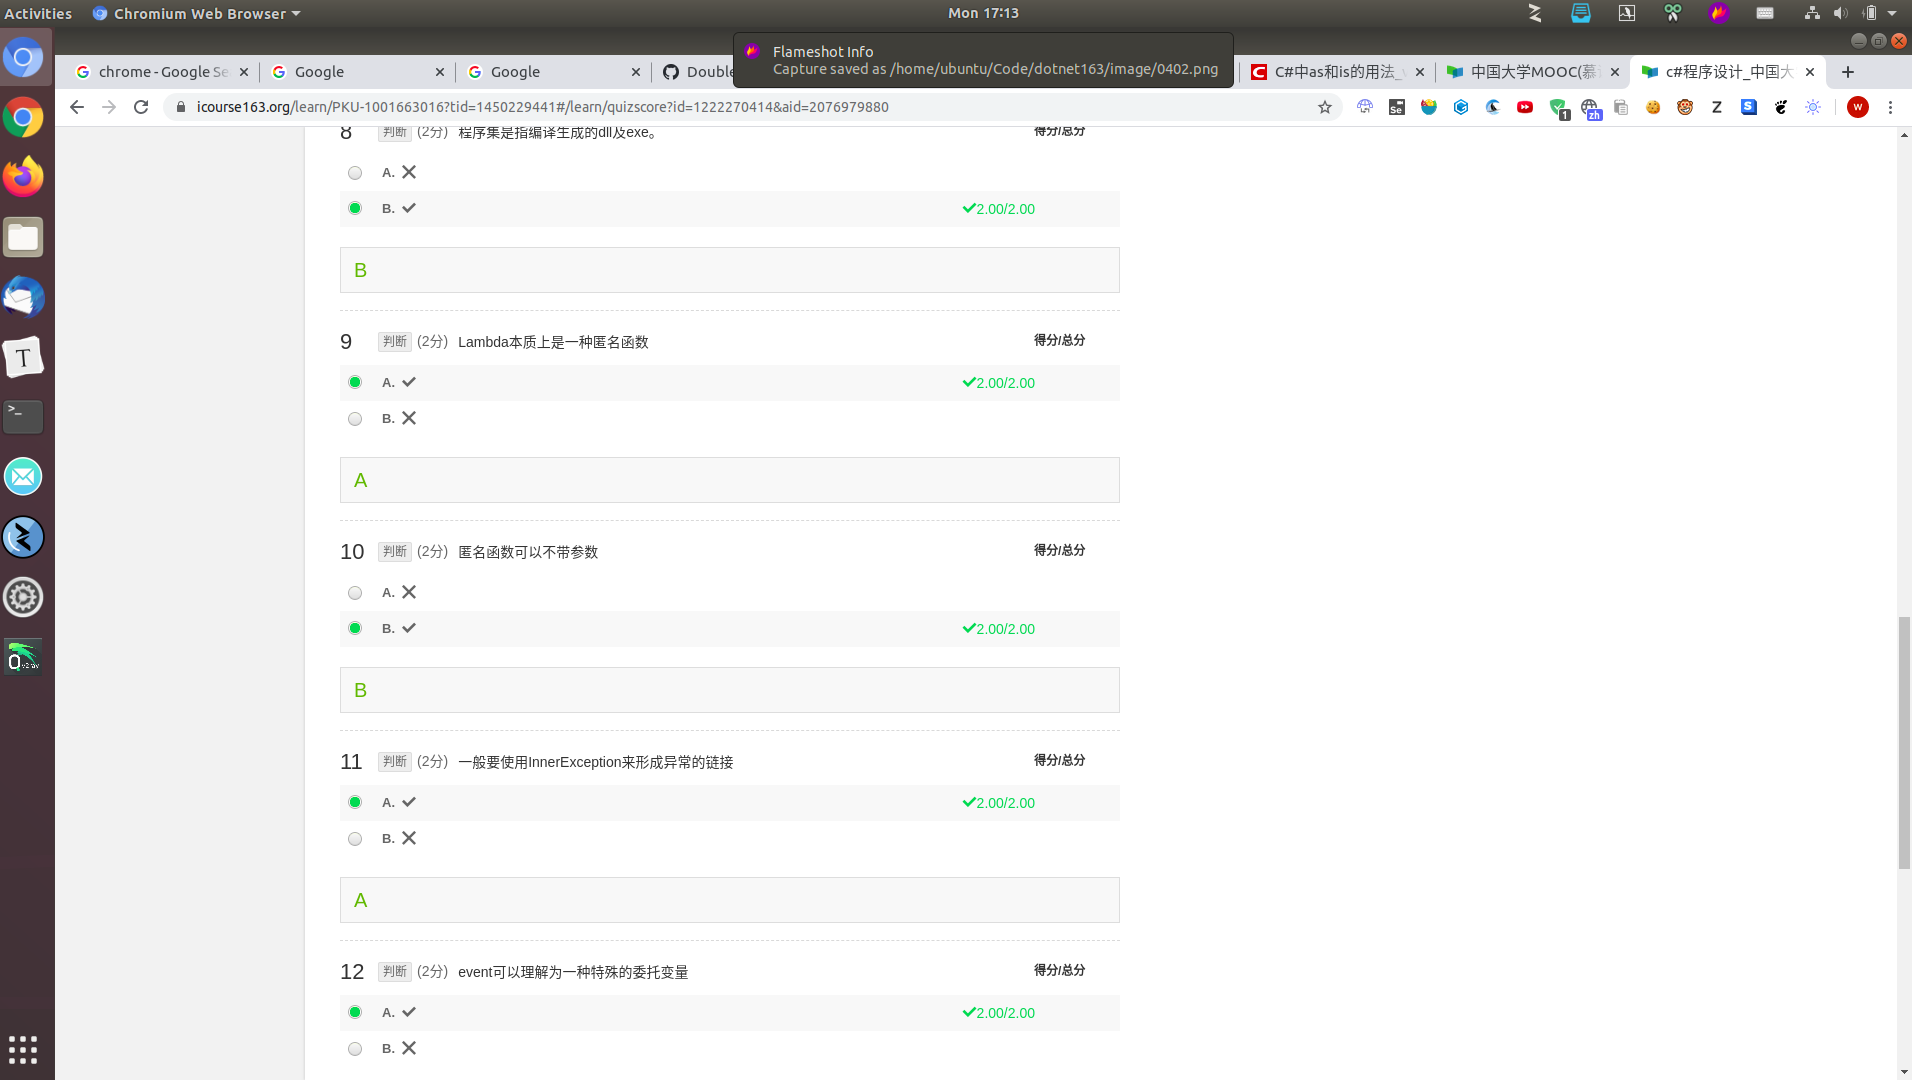 Activities
Chromium Web Browser
Mon 17:13
Flameshot Info
Capture saved as /home/ubuntu/Code/dotnet163/image/0402.png
chrome - Google Se
Google
Google
Double
C#中as和is的用法_
中国大学MOOC(慕
c#程序设计_中国大
icourse163.org/learn/PKU-1001663016?tid=1450229441#/learn/quizscore?id=1222270414&aid=2076979880
8 判断 (2分) 程序集是指编译生成的dll及exe。 得分/总分
A.
B. 2.00/2.00
B
9 判断 (2分) Lambda本质上是一种匿名函数 得分/总分
A. 2.00/2.00
B.
A
10 判断 (2分) 匿名函数可以不带参数 得分/总分
A.
B. 2.00/2.00
B
11 判断 (2分) 一般要使用InnerException来形成异常的链接 得分/总分
A. 2.00/2.00
B.
A
12 判断 (2分) event可以理解为一种特殊的委托变量 得分/总分
A. 2.00/2.00
B.